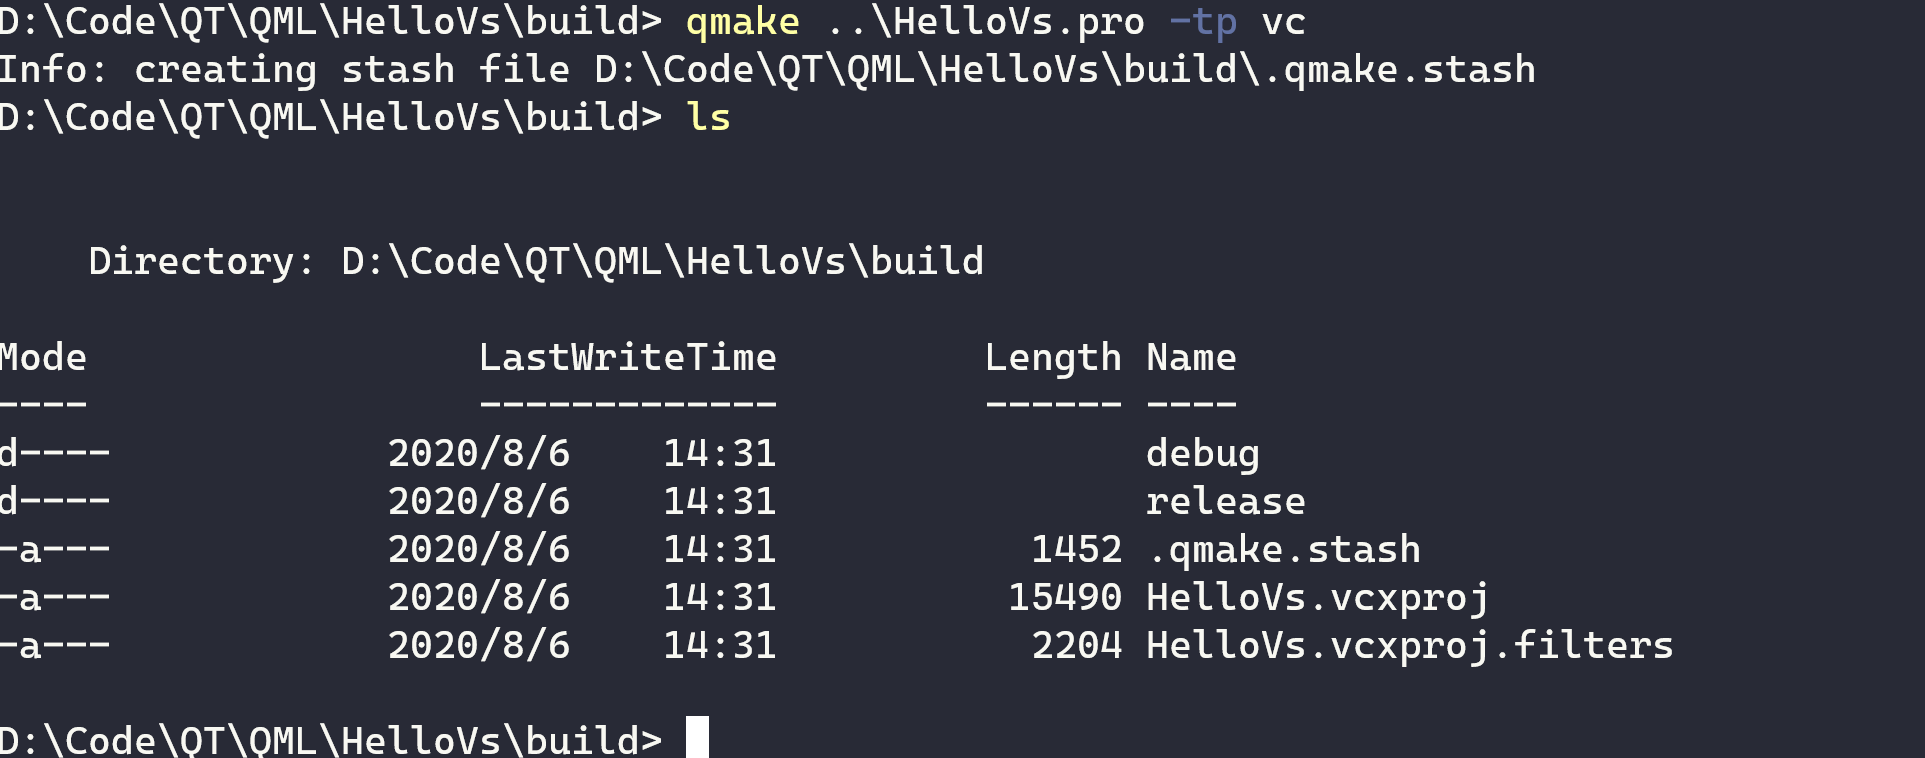 D:\Code\QT\QML\HelloVs\build> qmake ..\HelloVs.pro -tp vc
Info: creating stash file D:\Code\QT\QML\HelloVs\build\.qmake.stash
D:\Code\QT\QML\HelloVs\build> ls
Directory: D:\Code\QT\QML\HelloVs\build
Mode LastWriteTime Length Name
---- ------------- ------ ----
d---- 2020/8/6 14:31 debug
d---- 2020/8/6 14:31 release
-a--- 2020/8/6 14:31 1452 .qmake.stash
-a--- 2020/8/6 14:31 15490 HelloVs.vcxproj
-a--- 2020/8/6 14:31 2204 HelloVs.vcxproj.filters
D:\Code\QT\QML\HelloVs\build>